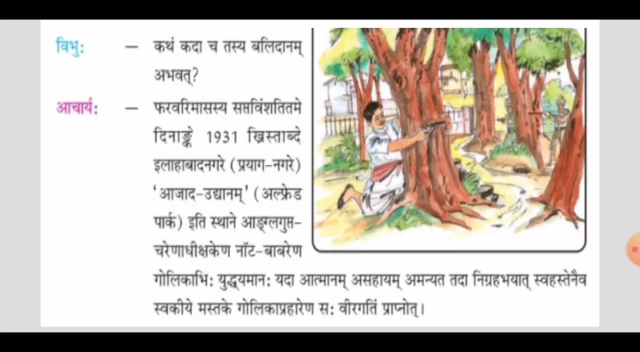 विभुः — कथं कदा च तस्य बलिदानम्
अभवत्?
आचार्यः — फरवरिमासस्य सप्तविंशतितमे
दिनाङ्के 1931 ख्रिस्ताब्दे
इलाहाबादनगरे (प्रयाग-नगरे)
‘आजाद-उद्यानम्’ (अल्फ्रेड
पार्क) इति स्थाने आङ्ग्लगुप्त-
चरेणाधीक्षकेण नॉट-बाबरेण
गोलिकाभिः युद्ध्यमानः यदा आत्मानम् असहायम् अमन्यत तदा निग्रहभयात् स्वहस्तेनैव
स्वकीये मस्तके गोलिकाप्रहारेण सः वीरगतिं प्राप्नोत्।